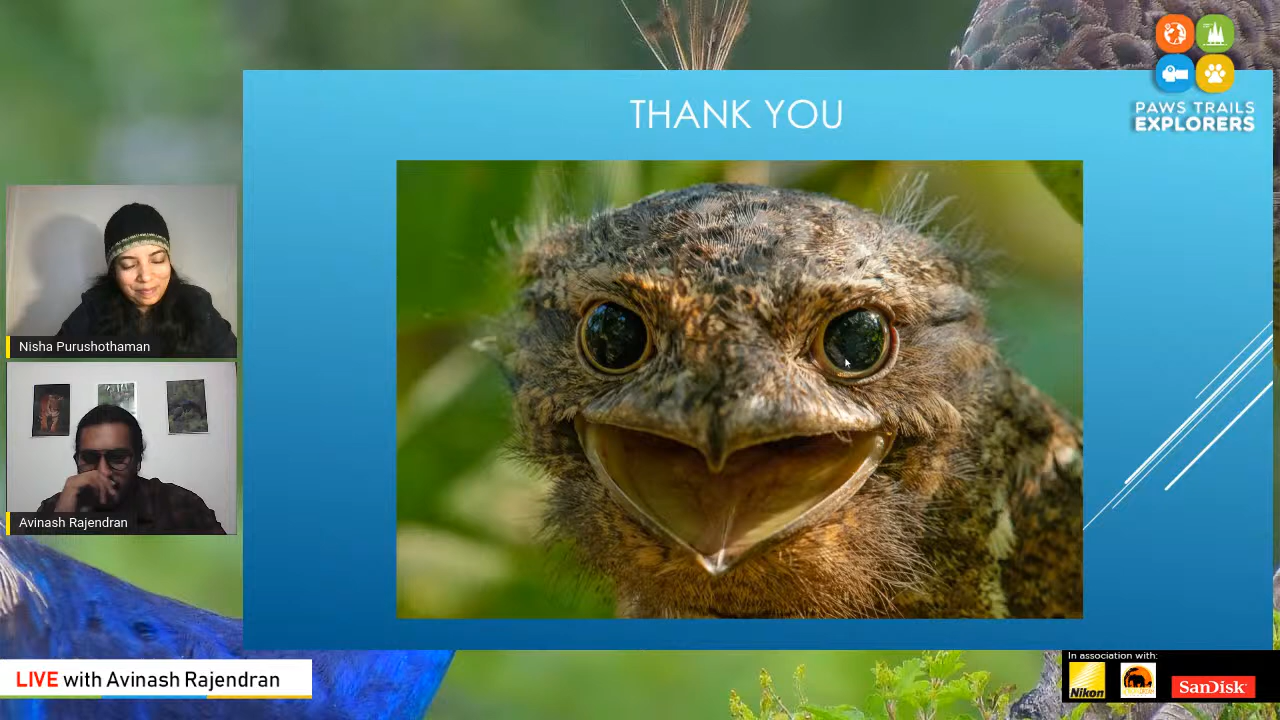 THANK YOU
PAWS TRAILS
EXPLORERS
Nisha Purushothaman
Avinash Rajendran
LIVE with Avinash Rajendran
In association with:
Nikon
SanDisk